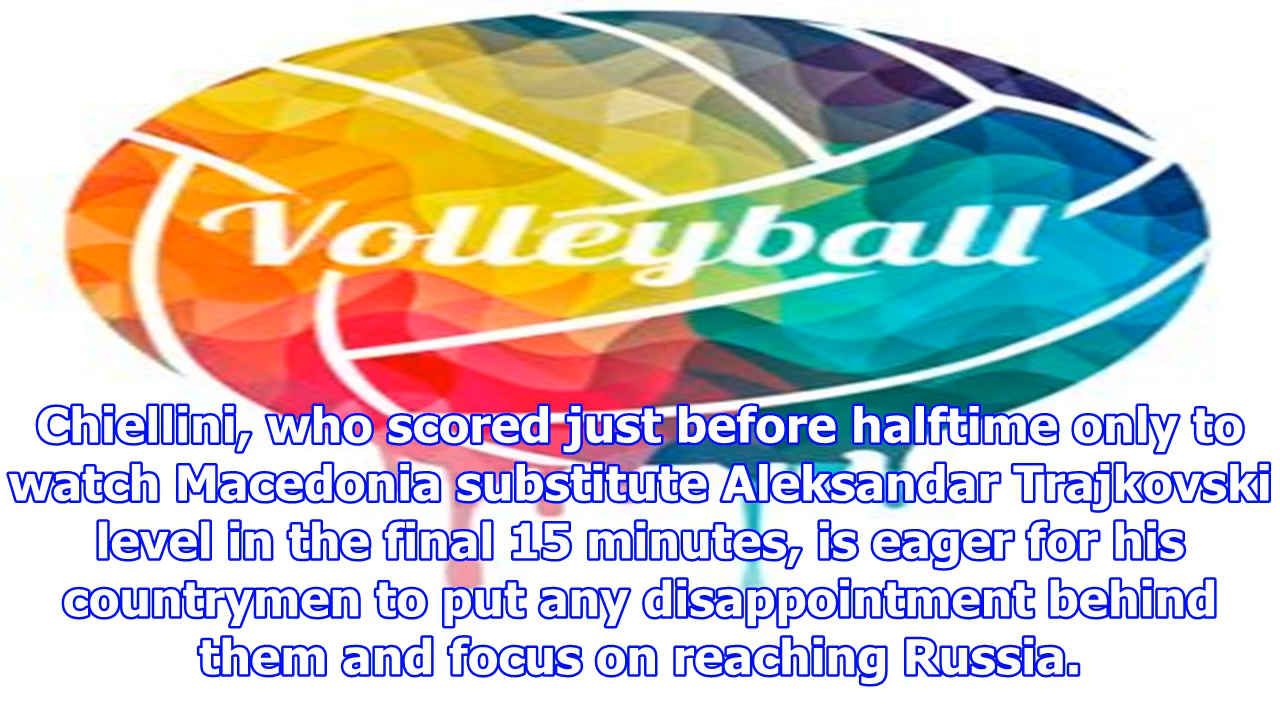 Volleyball
Chiellini, who scored just before halftime only to
watch Macedonia substitute Aleksandar Trajkovski
level in the final 15 minutes, is eager for his
countrymen to put any disappointment behind
them and focus on reaching Russia.